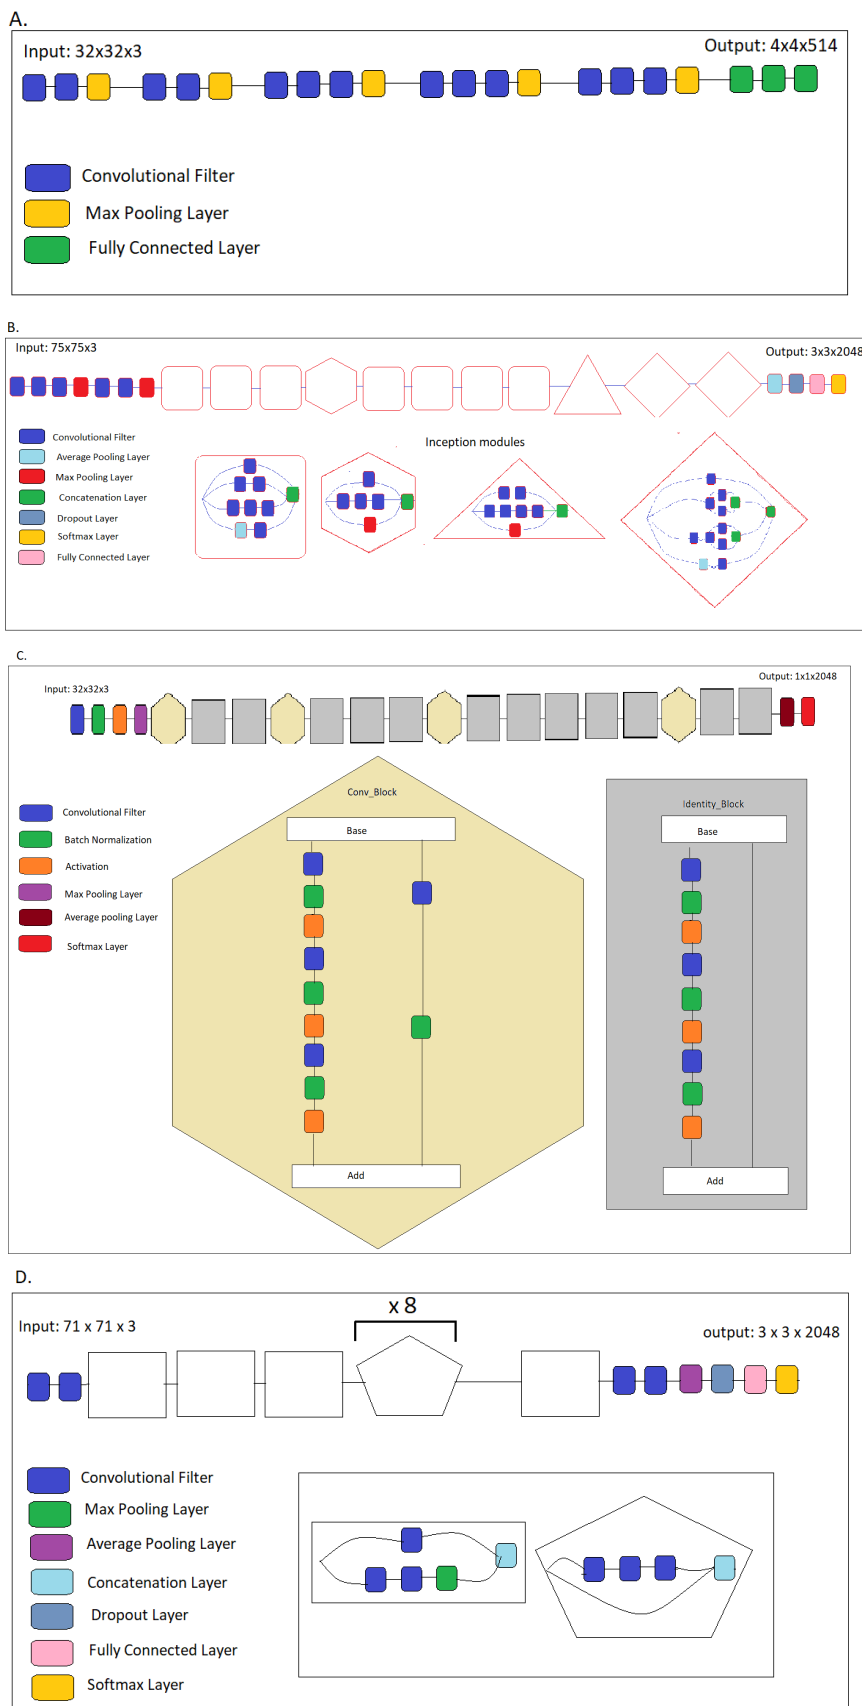 A.
Input: 32x32x3
Output: 4x4x514
Convolutional Filter
Max Pooling Layer
Fully Connected Layer
B.
Input: 75x75x3
Output: 3x3x2048
Inception modules
Convolutional Filter
Average Pooling Layer
Max Pooling Layer
Concatenation Layer
Dropout Layer
Softmax Layer
Fully Connected Layer
C.
Input: 32x32x3
Output: 1x1x2048
Convolutional Filter
Batch Normalization
Activation
Max Pooling Layer
Average pooling Layer
Softmax Layer
Conv_Block
Base
Add
Identity_Block
Base
Add
D.
x 8
Input: 71 x 71 x 3
output: 3 x 3 x 2048
Convolutional Filter
Max Pooling Layer
Average Pooling Layer
Concatenation Layer
Dropout Layer
Fully Connected Layer
Softmax Layer